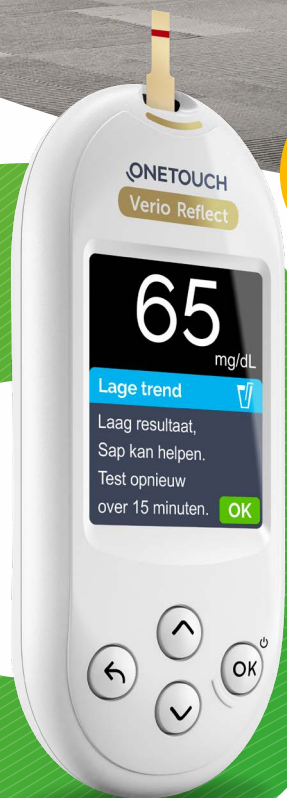 ONETOUCH
Verio Reflect
65
mg/dL
Lage trend
Laag resultaat,
Sap kan helpen.
Test opnieuw
over 15 minuten. OK
OK